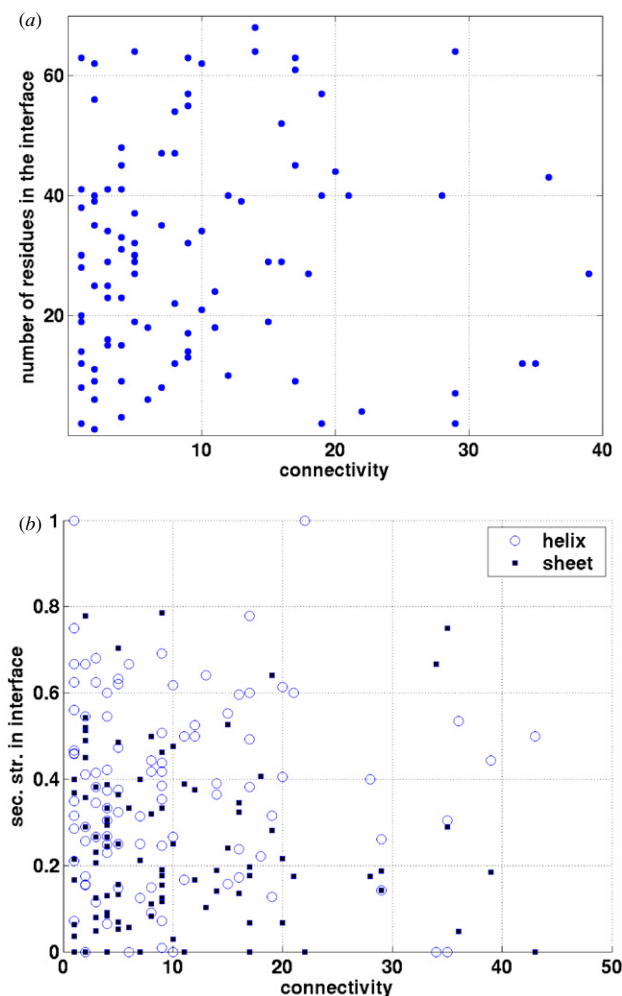 (a)
number of residues in the interface
60
40
20
10
20
30
40
connectivity
(b)
sec. str. in interface
1
0.8
0.6
0.4
0.2
0
helix
sheet
0
10
20
30
40
50
connectivity